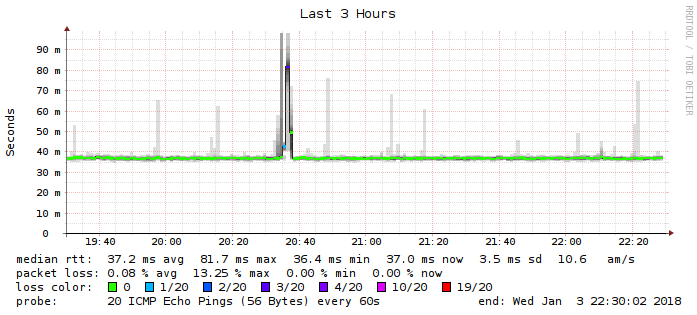 Last 3 Hours
RRDTOOL / TOBI OETIKER
Seconds
90 m
80 m
70 m
60 m
50 m
40 m
30 m
20 m
10 m
0
19:40 20:00 20:20 20:40 21:00 21:20 21:40 22:00 22:20
median rtt: 37.2 ms avg 81.7 ms max 36.4 ms min 37.0 ms now 3.5 ms sd 10.6 am/s
packet loss: 0.08 % avg 13.25 % max 0.00 % min 0.00 % now
loss color: 0 1/20 2/20 3/20 4/20 10/20 19/20
probe: 20 ICMP Echo Pings (56 Bytes) every 60s end: Wed Jan 3 22:30:02 2018